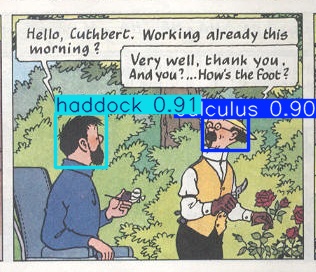 Hello, Cuthbert. Working already this
morning?
Very well, thank you.
And you?...How's the Foot?
haddock 0.91
culus 0.90